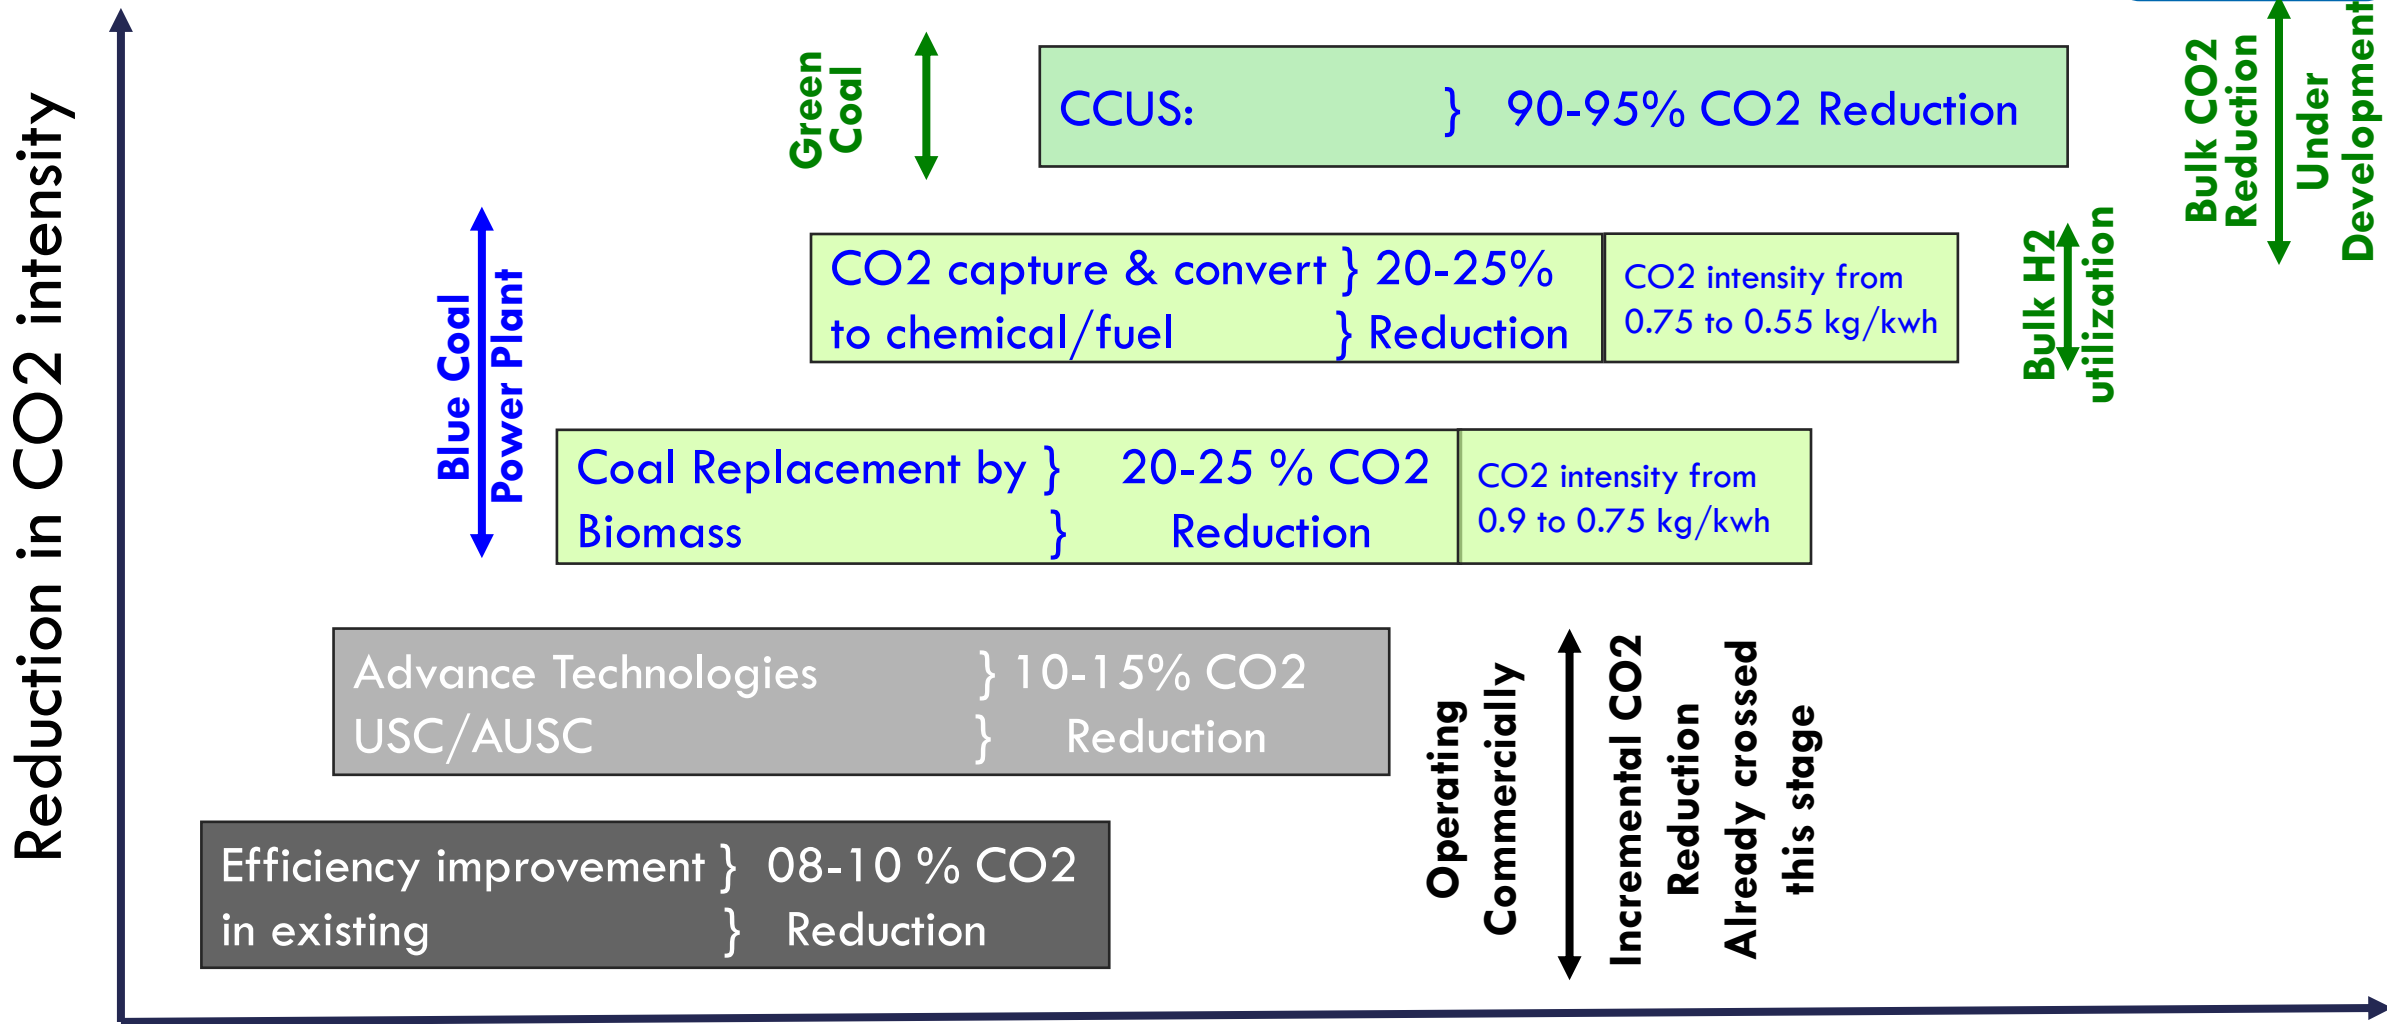 Reduction in CO2 intensity
Green
Coal
CCUS: } 90-95% CO2 Reduction
Bulk CO2
Reduction
Under
Development
Blue Coal
Power Plant
CO2 capture & convert } 20-25%
to chemical/fuel } Reduction
CO2 intensity from
0.75 to 0.55 kg/kwh
Bulk H2
utilization
Coal Replacement by } 20-25 % CO2
Biomass } Reduction
CO2 intensity from
0.9 to 0.75 kg/kwh
Advance Technologies } 10-15% CO2
USC/AUSC } Reduction
Operating
Commercially
Incremental CO2
Reduction
Already crossed
this stage
Efficiency improvement } 08-10 % CO2
in existing } Reduction